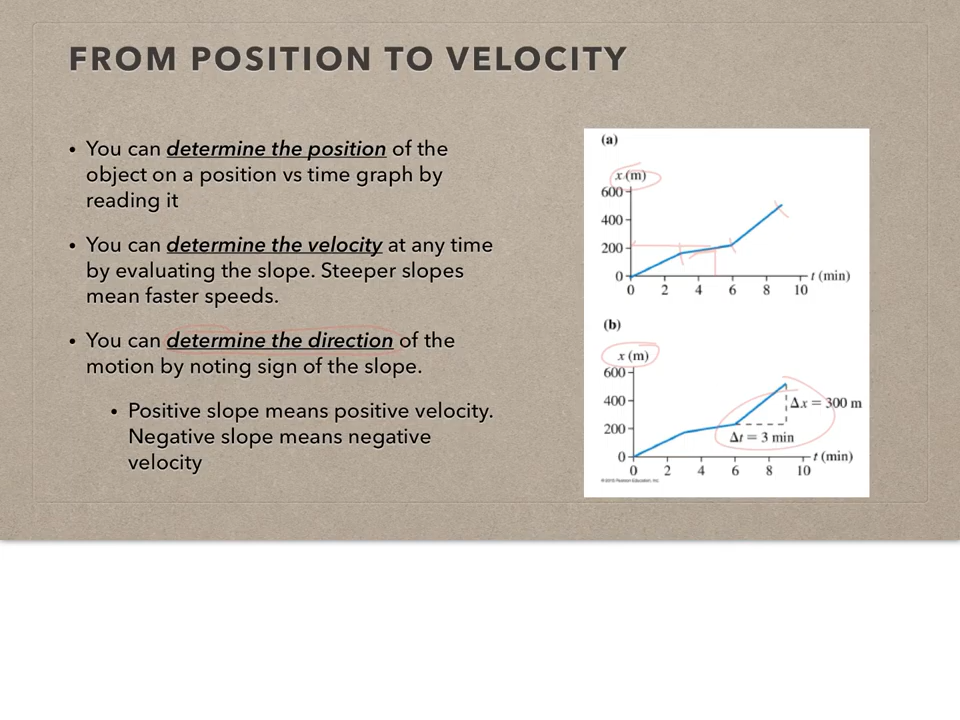 FROM POSITION TO VELOCITY
• You can determine the position of the
object on a position vs time graph by
reading it
• You can determine the velocity at any time
by evaluating the slope. Steeper slopes
mean faster speeds.
• You can determine the direction of the
motion by noting sign of the slope.
• Positive slope means positive velocity.
Negative slope means negative
velocity
(a)
x (m)
600
400
200
0
t (min)
0 2 4 6 8 10
(b)
x (m)
600
400
Δx = 300 m
200
Δt = 3 min
0
t (min)
0 2 4 6 8 10
©2010 Pearson Education, Inc.